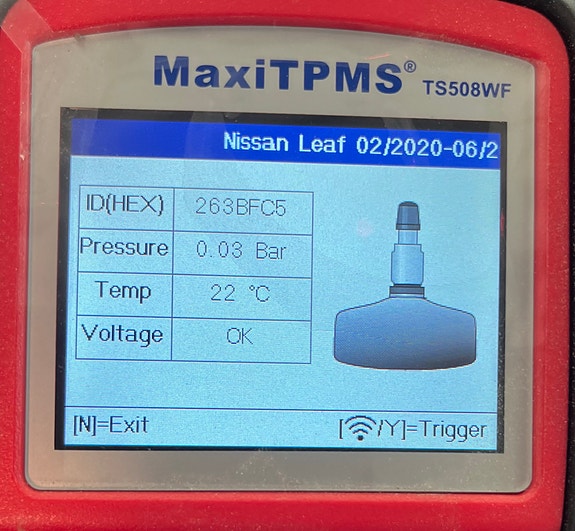 MaxiTPMS® TS508WF
Nissan Leaf 02/2020-06/2
ID(HEX) 263BFC5
Pressure 0.03 Bar
Temp 22 °C
Voltage OK
[N]=Exit [/Y]=Trigger